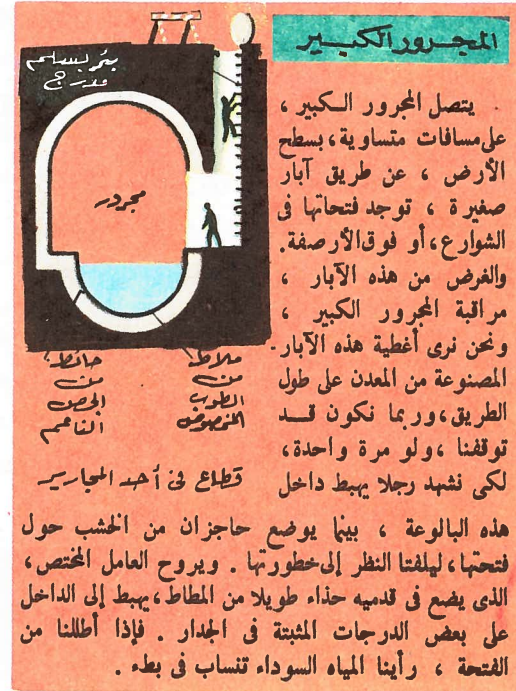 المجرور الكبير
بئر بسلم
ودرج
مجرور
حائط
من
الجص
الناعم
ملاط
من
الطوب
المرصوص
قطاع فى أحد المجارير
يتصل المجرور الكبير ،
على مسافات متساوية ، بسطح
الأرض ، عن طريق آبار
صغيرة ، توجد فتحاتها فى
الشوارع ، أو فوق الأرصفة .
والغرض من هذه الآبار ،
مراقبة المجرور الكبير ،
ونحن نرى أغطية هذه الآبار
المصنوعة من المعدن على طول
الطريق ، وربما نكون قد
توقفنا ، ولو مرة واحدة ،
لكى نشهد رجلا يهبط داخل
هذه البالوعة ، بينما يوضع حاجزان من الخشب حول
فتحتها ، ليلفتا النظر إلى خطورتها . ويروح العامل المختص ،
الذى يضع فى قدميه حذاء طويلا من المطاط ، يهبط إلى الداخل
على بعض الدرجات المثبتة فى الجدار . فإذا أطللنا من
الفتحة ، رأينا المياه السوداء تنساب فى بطء .